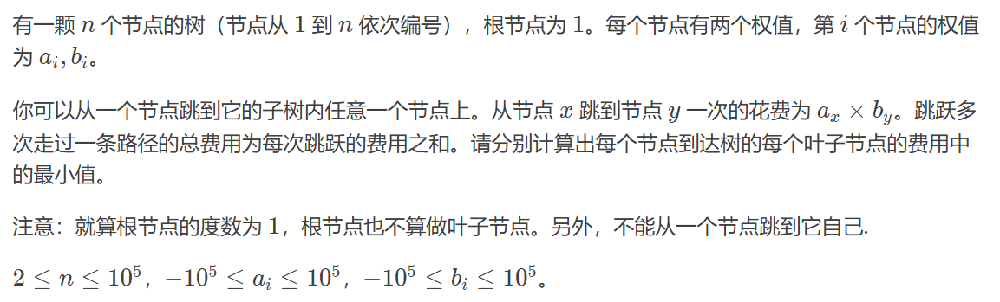 有一颗 n 个节点的树（节点从 1 到 n 依次编号），根节点为 1。每个节点有两个权值，第 i 个节点的权值
为 a_i, b_i。
你可以从一个节点跳到它的子树内任意一个节点上。从节点 x 跳到节点 y 一次的花费为 a_x × b_y。跳跃多
次走过一条路径的总费用为每次跳跃的费用之和。请分别计算出每个节点到达树的每个叶子节点的费用中
的最小值。
注意：就算根节点的度数为 1，根节点也不算做叶子节点。另外，不能从一个节点跳到它自己.
2 ≤ n ≤ 10^5，−10^5 ≤ a_i ≤ 10^5，−10^5 ≤ b_i ≤ 10^5。